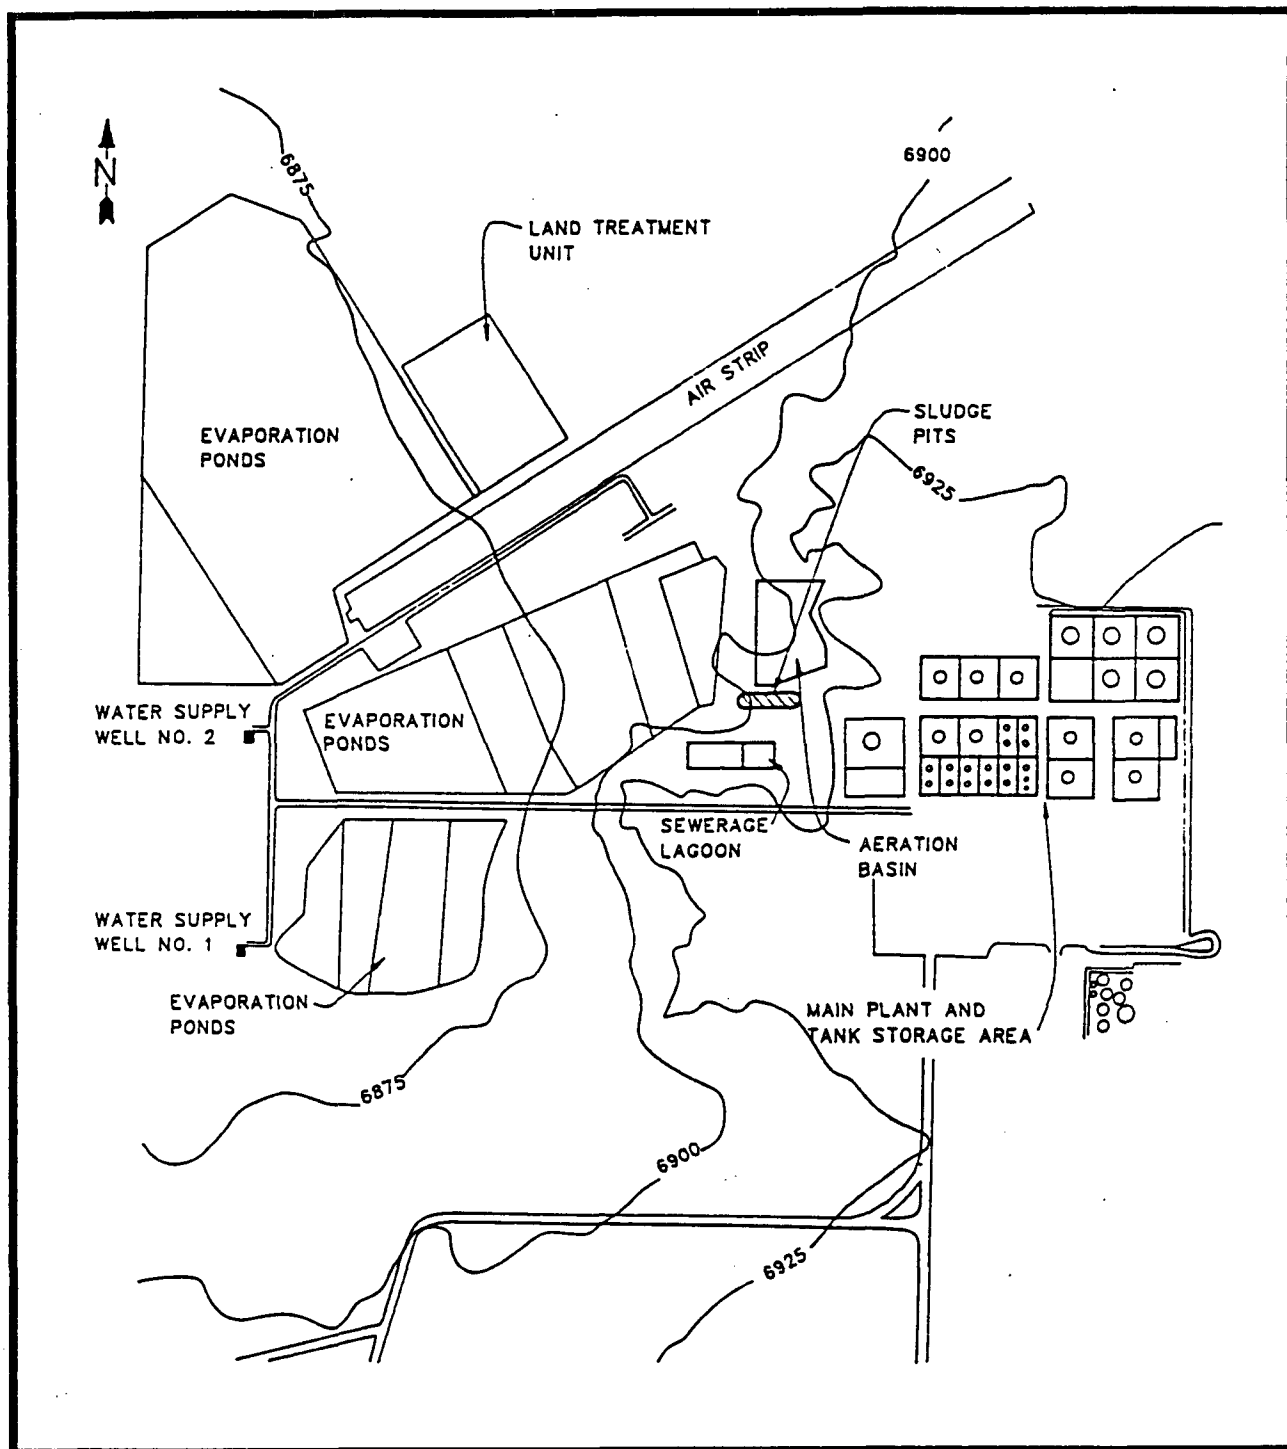 6900
N
6875
LAND TREATMENT
UNIT
AIR STRIP
SLUDGE
PITS
EVAPORATION
PONDS
6925
WATER SUPPLY
WELL NO. 2
EVAPORATION
PONDS
SEWERAGE
LAGOON
AERATION
BASIN
WATER SUPPLY
WELL NO. 1
EVAPORATION
PONDS
MAIN PLANT AND
TANK STORAGE AREA
6875
6900
6925